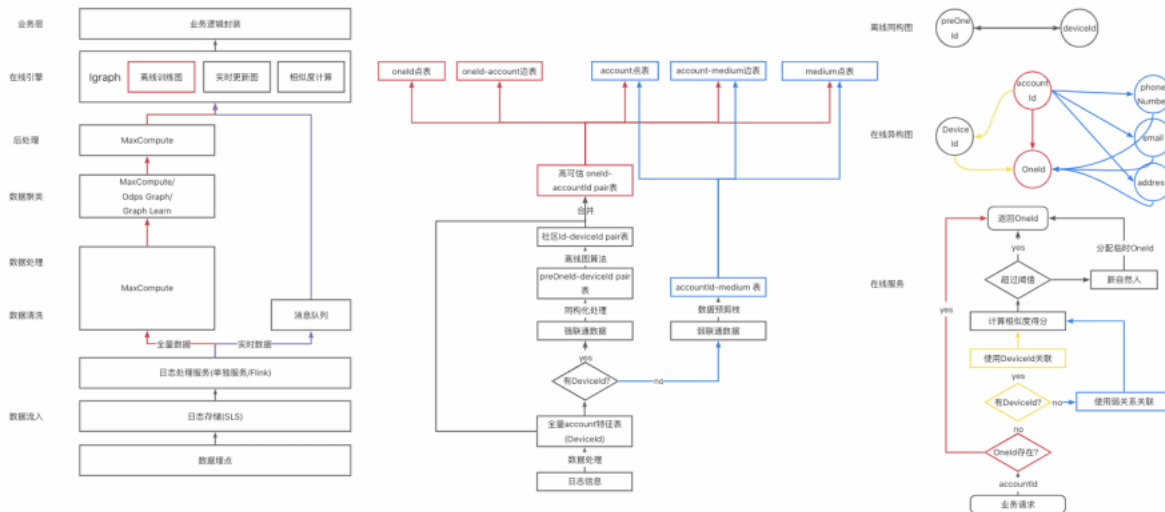 业务层
业务逻辑封装
在线引擎
Igraph
离线训练图
实时更新图
相似度计算
后处理
MaxCompute
数据聚类
MaxCompute/
Odps Graph/
Graph Learn
数据处理
MaxCompute
数据清洗
消息队列
全量数据
实时数据
日志处理服务(单独服务/Flink)
数据流入
日志存储(SLS)
数据埋点
oneId点表
oneId-account边表
account点表
account-medium边表
medium点表
高可信 oneId-
accountId pair表
合并
社区Id-deviceId pair表
离线图算法
preOneId-deviceId pair
表
同构化处理
强联通数据
yes
有DeviceId?
no
全量account特征表
(DeviceId)
数据处理
日志信息
accountId-medium 表
数据预剪枝
弱联通数据
离线同构图
preOne
Id
deviceId
在线异构图
account
Id
phone
Number
Device
Id
email
OneId
address
在线服务
返回OneId
yes
分配临时OneId
超过阈值
新自然人
yes
计算相似度得分
使用DeviceId关联
yes
有DeviceId?
no
使用弱关系关联
no
OneId存在?
accountId
业务请求